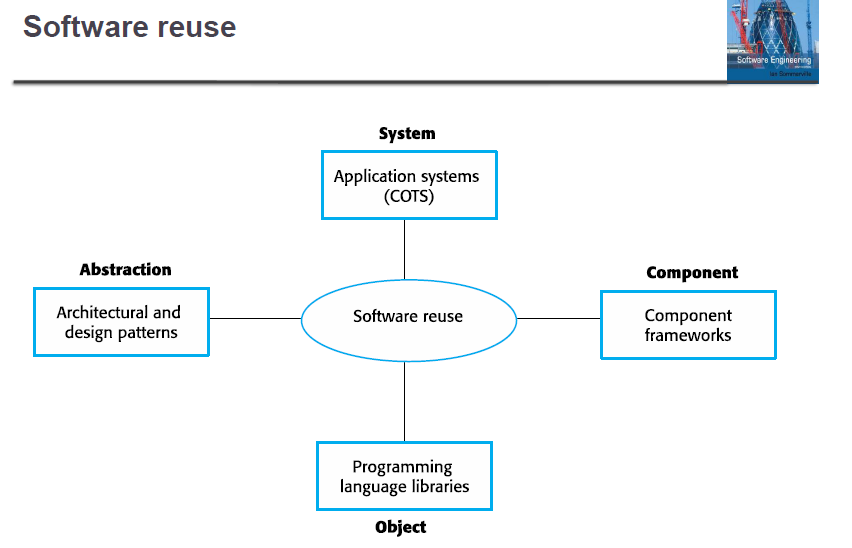 Software reuse
Software Engineering
Ian Sommerville
System
Application systems
(COTS)
Abstraction
Architectural and
design patterns
Software reuse
Component
Component
frameworks
Programming
language libraries
Object